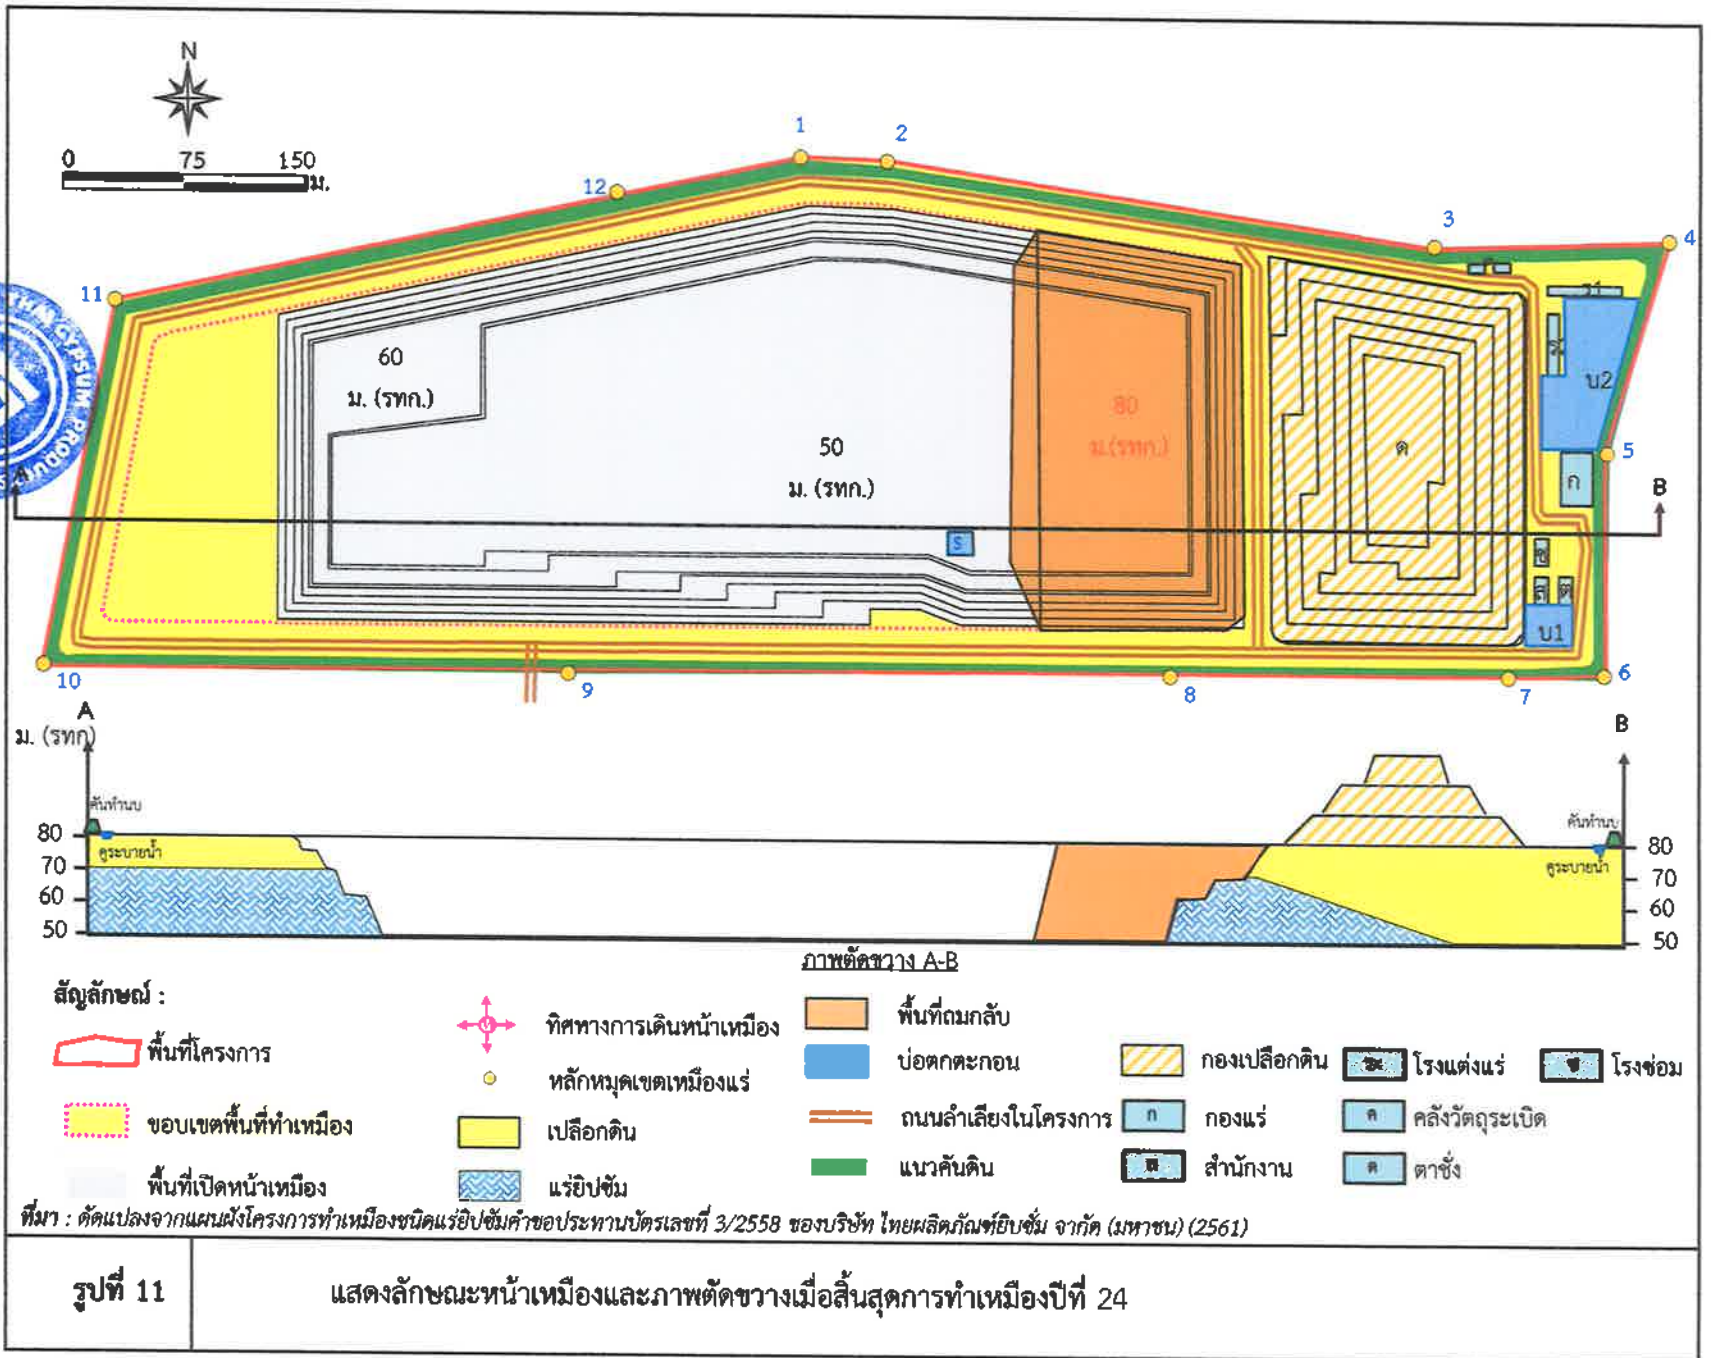 N
0 75 150
ม.
1
2
3
4
5
6
7
8
9
10
11
12
60
ม. (รทก.)
50
ม. (รทก.)
80
ม.(รทก.)
S
ด
บ2
ก
บ1
A
B
A
B
ม. (รทก)
คันทำนบ
คูระบายน้ำ
80
70
60
50
คันทำนบ
คูระบายน้ำ
80
70
60
50
ภาพตัดขวาง A-B
สัญลักษณ์ :
พื้นที่โครงการ
ขอบเขตพื้นที่ทำเหมือง
พื้นที่เปิดหน้าเหมือง
ทิศทางการเดินหน้าเหมือง
หลักหมุดเขตเหมืองแร่
เปลือกดิน
แร่ยิปซัม
พื้นที่ถมกลับ
บ่อตกตะกอน
ถนนลำเลียงในโครงการ
แนวคันดิน
กองเปลือกดิน
ก กองแร่
สำนักงาน
โรงแต่งแร่
ค คลังวัตถุระเบิด
ต ตาชั่ง
ช โรงซ่อม
ที่มา : ดัดแปลงจากแผนผังโครงการทำเหมืองชนิดแร่ยิปซัมคำขอประทานบัตรเลขที่ 3/2558 ของบริษัท ไทยผลิตภัณฑ์ยิบซั่ม จำกัด (มหาชน) (2561)
รูปที่ 11 แสดงลักษณะหน้าเหมืองและภาพตัดขวางเมื่อสิ้นสุดการทำเหมืองปีที่ 24